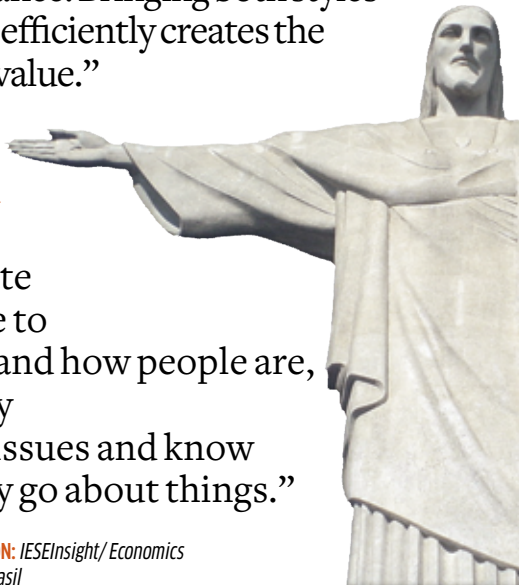 efficiently creates the
value.”
te
e to
and how people are,
y
issues and know
y go about things.”
N: IESEInsight/ Economics
asil